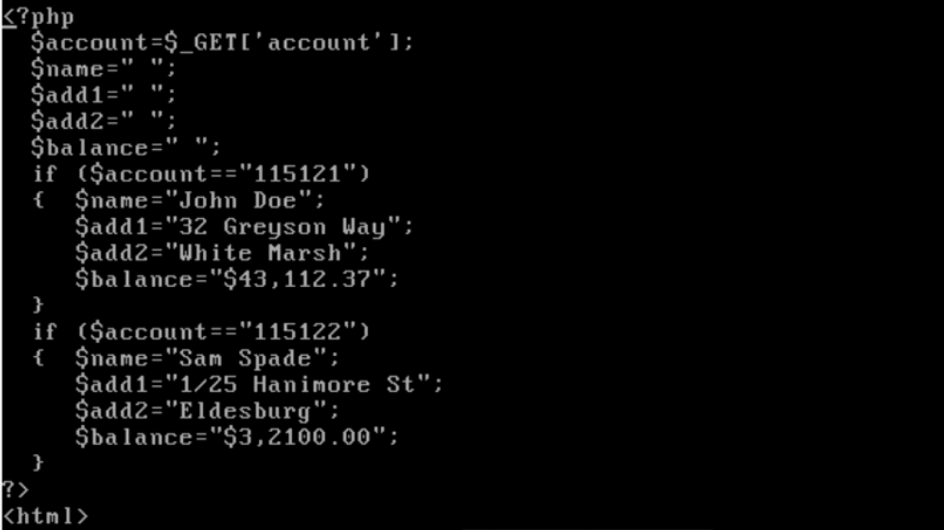 <?php
$account=$_GET['account'];
$name=" ";
$add1=" ";
$add2=" ";
$balance=" ";
if ($account=="115121")
{ $name="John Doe";
$add1="32 Greyson Way";
$add2="White Marsh";
$balance="$43,112.37";
}
if ($account=="115122")
{ $name="Sam Spade";
$add1="1/25 Hanimore St";
$add2="Eldesburg";
$balance="$3,2100.00";
}
?>
<html>